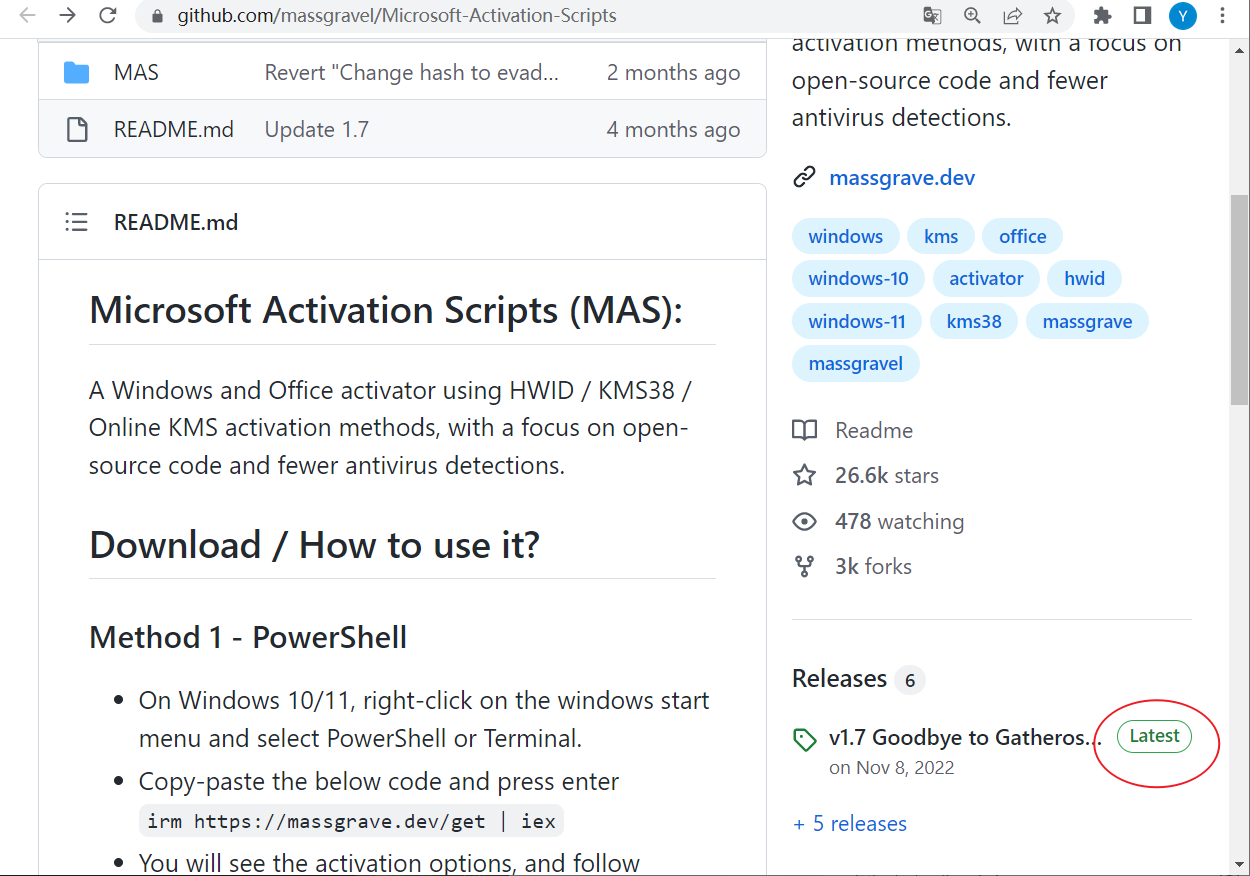 github.com/massgravel/Microsoft-Activation-Scripts
Y
MAS Revert "Change hash to evad... 2 months ago
README.md Update 1.7 4 months ago
README.md
Microsoft Activation Scripts (MAS):
A Windows and Office activator using HWID / KMS38 /
Online KMS activation methods, with a focus on open-
source code and fewer antivirus detections.
Download / How to use it?
Method 1 - PowerShell
On Windows 10/11, right-click on the windows start
menu and select PowerShell or Terminal.
Copy-paste the below code and press enter
irm https://massgrave.dev/get | iex
You will see the activation options, and follow
activation methods, with a focus on
open-source code and fewer
antivirus detections.
massgrave.dev
windows kms office
windows-10 activator hwid
windows-11 kms38 massgrave
massgravel
Readme
26.6k stars
478 watching
3k forks
Releases 6
v1.7 Goodbye to Gatheros... Latest
on Nov 8, 2022
+ 5 releases